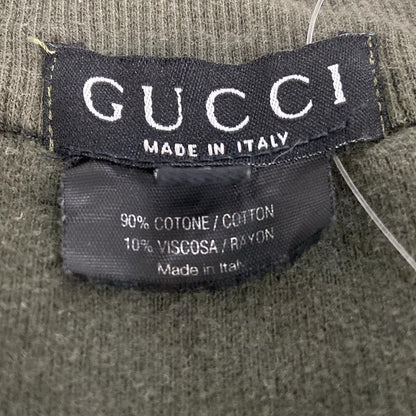 GUCCI
MADE IN ITALY
90% COTONE / COTTON
10% VISCOSA / RAYON
Made in Italy